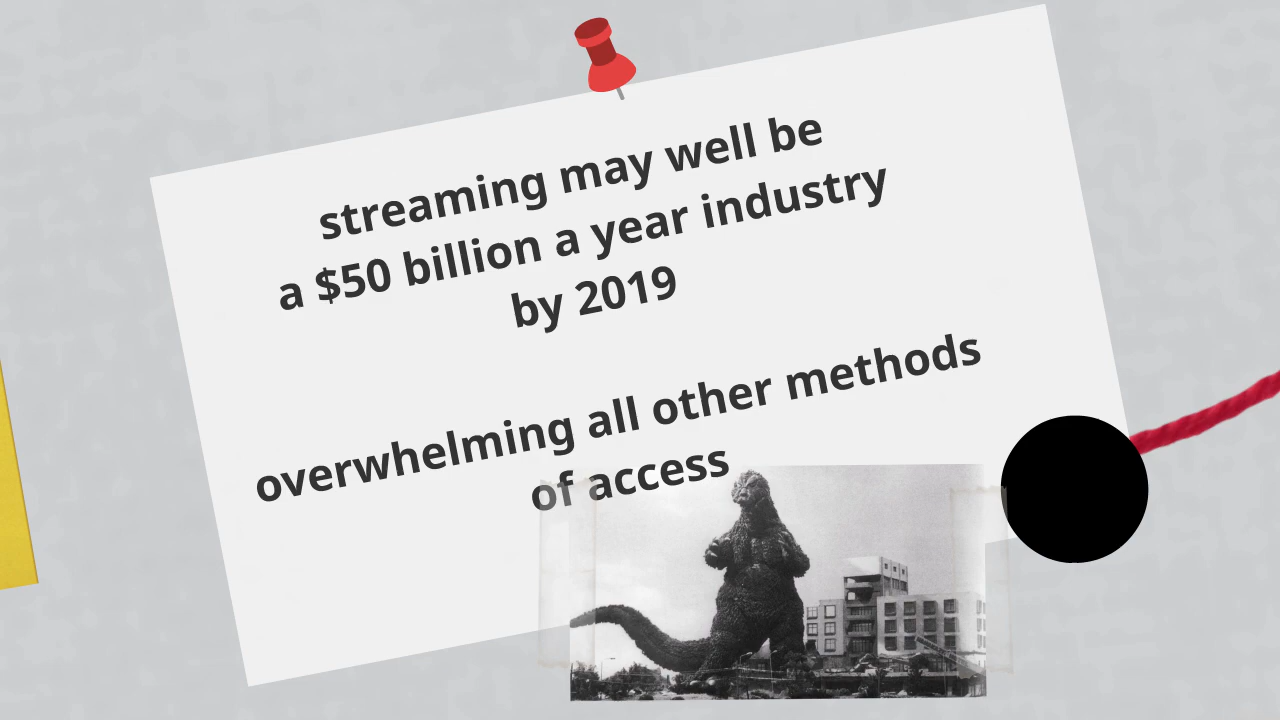 streaming may well be
a $50 billion a year industry
by 2019
overwhelming all other methods
of access